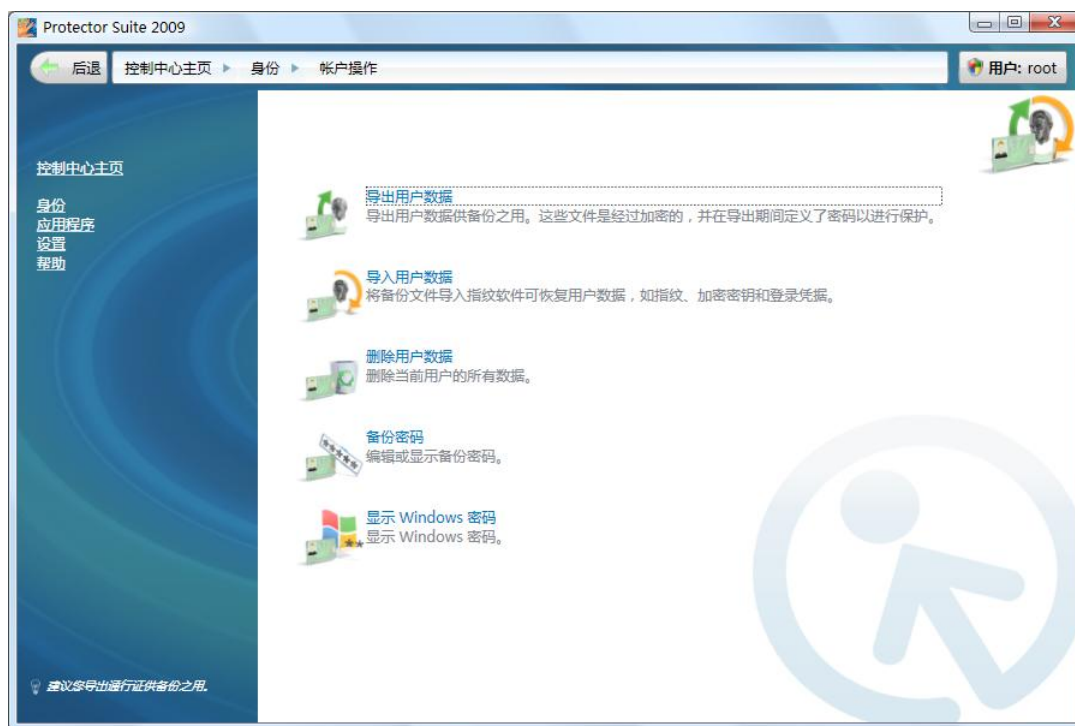 Protector Suite 2009
后退
控制中心主页
身份
帐户操作
用户: root
控制中心主页
身份
应用程序
设置
帮助
导出用户数据
导出用户数据供备份之用。这些文件是经过加密的，并在导出期间定义了密码以进行保护。
导入用户数据
将备份文件导入指纹软件可恢复用户数据，如指纹、加密密钥和登录凭据。
删除用户数据
删除当前用户的所有数据。
备份密码
编辑或显示备份密码。
显示 Windows 密码
显示 Windows 密码。
建议您导出通行证供备份之用。